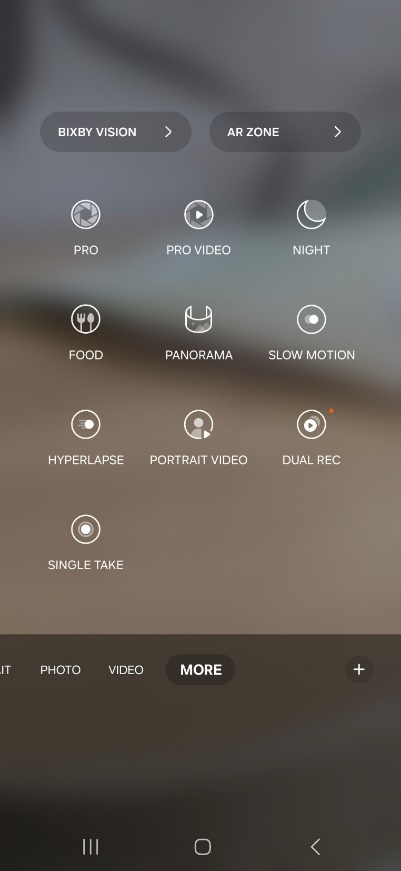 BIXBY VISION
AR ZONE
PRO
PRO VIDEO
NIGHT
FOOD
PANORAMA
SLOW MOTION
HYPERLAPSE
PORTRAIT VIDEO
DUAL REC
SINGLE TAKE
PHOTO
VIDEO
MORE